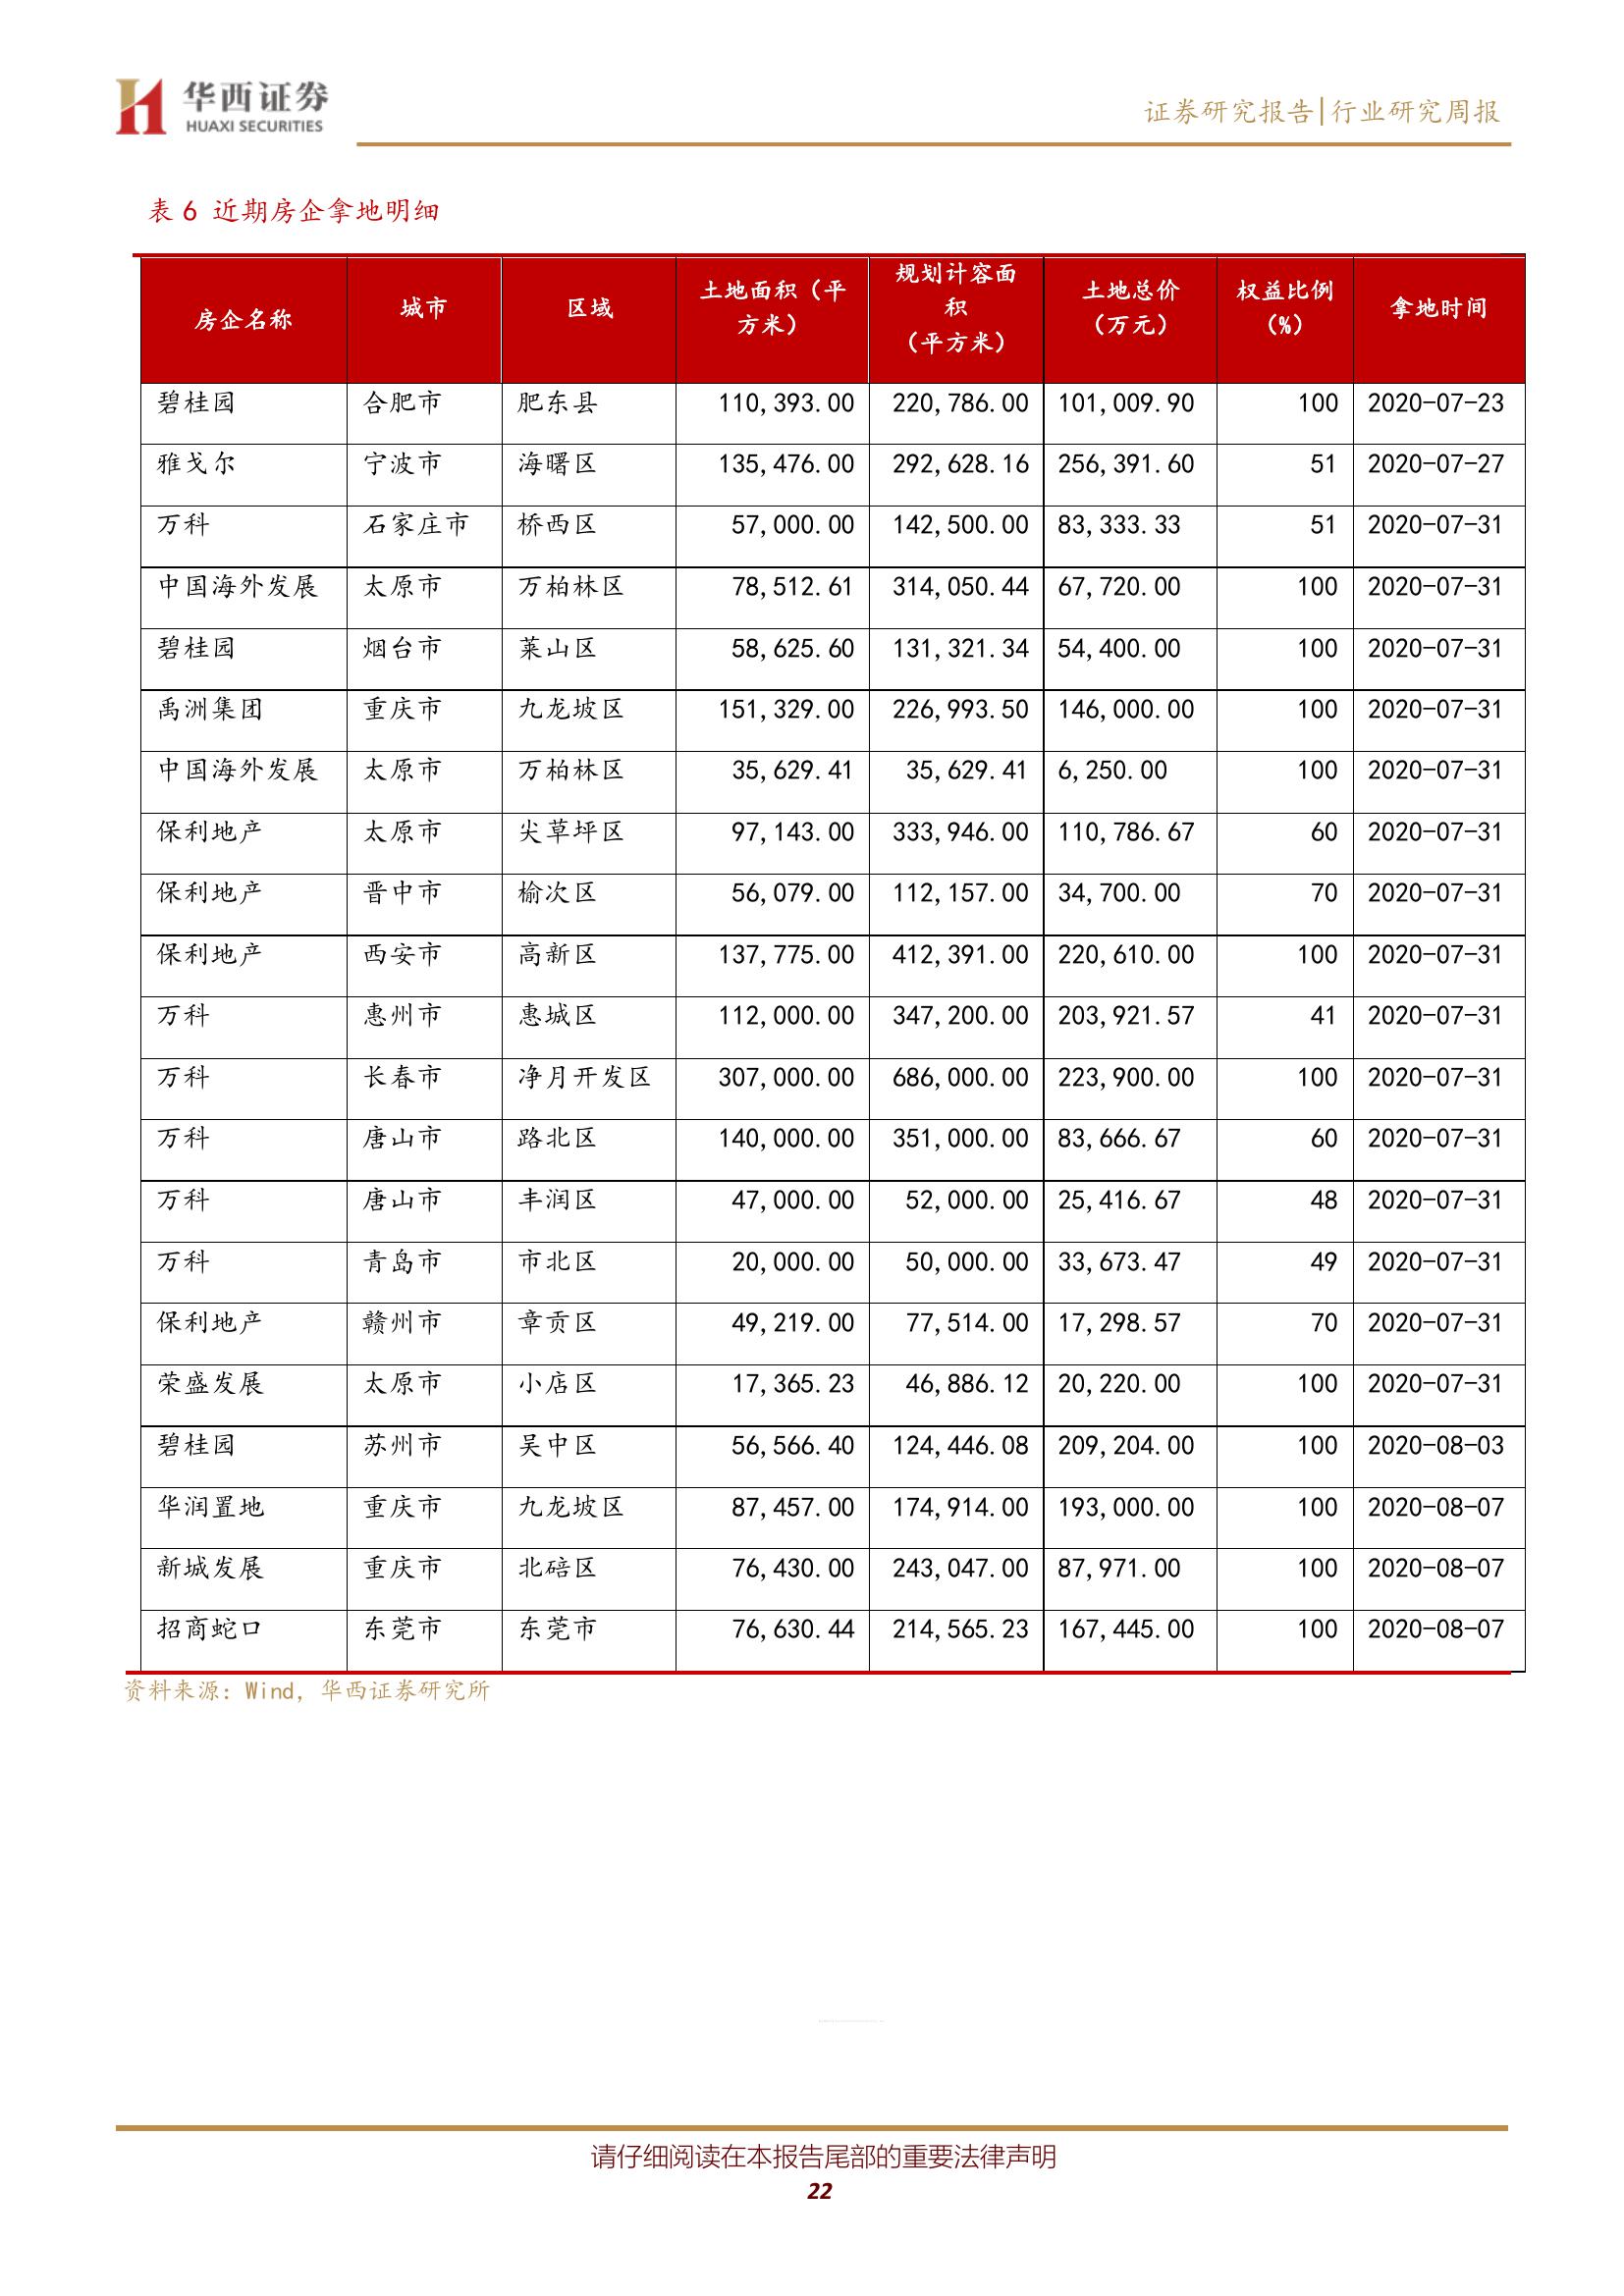 华西证券
HUAXI SECURITIES
证券研究报告|行业研究周报
表 6 近期房企拿地明细
房企名称 城市 区域 土地面积（平方米） 规划计容面积（平方米） 土地总价（万元） 权益比例（%） 拿地时间
碧桂园 合肥市 肥东县 110,393.00 220,786.00 101,009.90 100 2020-07-23
雅戈尔 宁波市 海曙区 135,476.00 292,628.16 256,391.60 51 2020-07-27
万科 石家庄市 桥西区 57,000.00 142,500.00 83,333.33 51 2020-07-31
中国海外发展 太原市 万柏林区 78,512.61 314,050.44 67,720.00 100 2020-07-31
碧桂园 烟台市 莱山区 58,625.60 131,321.34 54,400.00 100 2020-07-31
禹洲集团 重庆市 九龙坡区 151,329.00 226,993.50 146,000.00 100 2020-07-31
中国海外发展 太原市 万柏林区 35,629.41 35,629.41 6,250.00 100 2020-07-31
保利地产 太原市 尖草坪区 97,143.00 333,946.00 110,786.67 60 2020-07-31
保利地产 晋中市 榆次区 56,079.00 112,157.00 34,700.00 70 2020-07-31
保利地产 西安市 高新区 137,775.00 412,391.00 220,610.00 100 2020-07-31
万科 惠州市 惠城区 112,000.00 347,200.00 203,921.57 41 2020-07-31
万科 长春市 净月开发区 307,000.00 686,000.00 223,900.00 100 2020-07-31
万科 唐山市 路北区 140,000.00 351,000.00 83,666.67 60 2020-07-31
万科 唐山市 丰润区 47,000.00 52,000.00 25,416.67 48 2020-07-31
万科 青岛市 市北区 20,000.00 50,000.00 33,673.47 49 2020-07-31
保利地产 赣州市 章贡区 49,219.00 77,514.00 17,298.57 70 2020-07-31
荣盛发展 太原市 小店区 17,365.23 46,886.12 20,220.00 100 2020-07-31
碧桂园 苏州市 吴中区 56,566.40 124,446.08 209,204.00 100 2020-08-03
华润置地 重庆市 九龙坡区 87,457.00 174,914.00 193,000.00 100 2020-08-07
新城发展 重庆市 北碚区 76,430.00 243,047.00 87,971.00 100 2020-08-07
招商蛇口 东莞市 东莞市 76,630.44 214,565.23 167,445.00 100 2020-08-07
资料来源：Wind，华西证券研究所
请仔细阅读在本报告尾部的重要法律声明
22